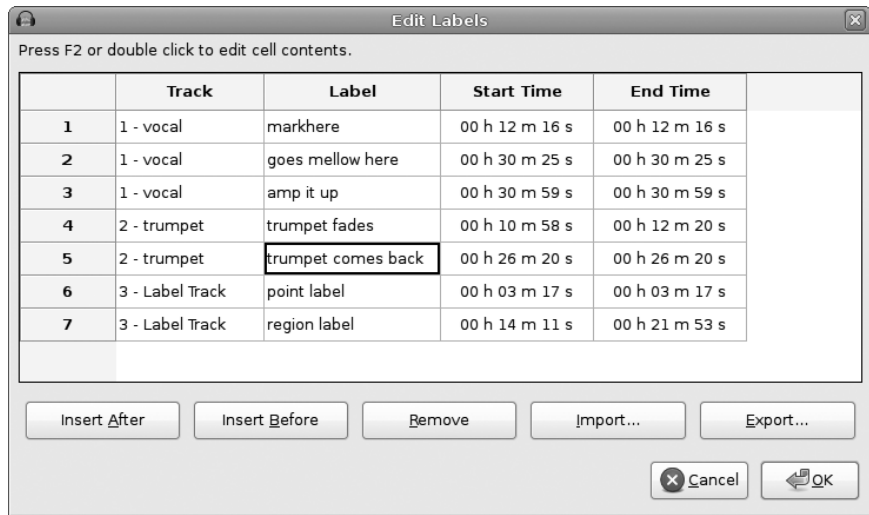 Edit Labels
Press F2 or double click to edit cell contents.
Track Label Start Time End Time
1 1 - vocal markhere 00 h 12 m 16 s 00 h 12 m 16 s
2 1 - vocal goes mellow here 00 h 30 m 25 s 00 h 30 m 25 s
3 1 - vocal amp it up 00 h 30 m 59 s 00 h 30 m 59 s
4 2 - trumpet trumpet fades 00 h 10 m 58 s 00 h 12 m 20 s
5 2 - trumpet trumpet comes back 00 h 26 m 20 s 00 h 26 m 20 s
6 3 - Label Track point label 00 h 03 m 17 s 00 h 03 m 17 s
7 3 - Label Track region label 00 h 14 m 11 s 00 h 21 m 53 s
Insert After Insert Before Remove Import... Export...
Cancel OK